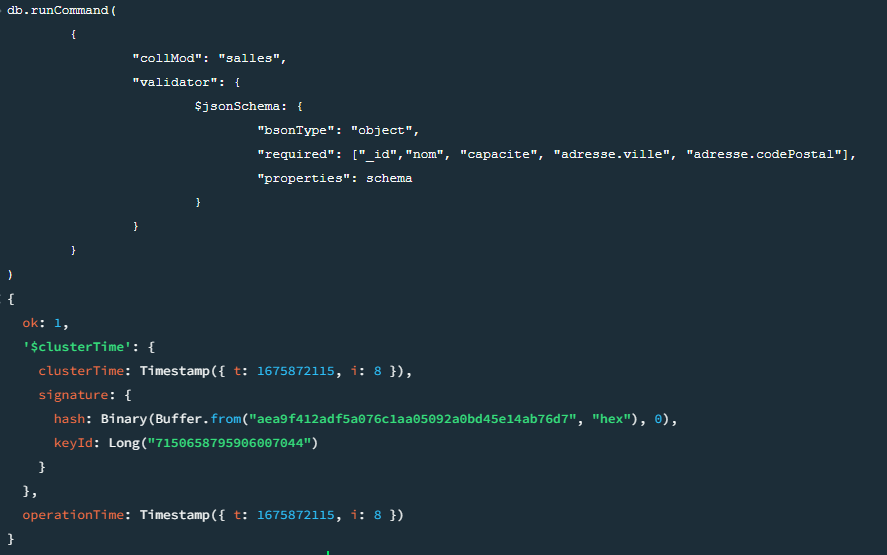 db.runCommand(
{
"collMod": "salles",
"validator": {
$jsonSchema: {
"bsonType": "object",
"required": ["_id","nom", "capacite", "adresse.ville", "adresse.codePostal"],
"properties": schema
}
}
}
)
{
ok: 1,
'$clusterTime': {
clusterTime: Timestamp({ t: 1675872115, i: 8 }),
signature: {
hash: Binary(Buffer.from("aea9f412adf5a076c1aa05092a0bd45e14ab76d7", "hex"), 0),
keyId: Long("7150658795906007044")
}
},
operationTime: Timestamp({ t: 1675872115, i: 8 })
}